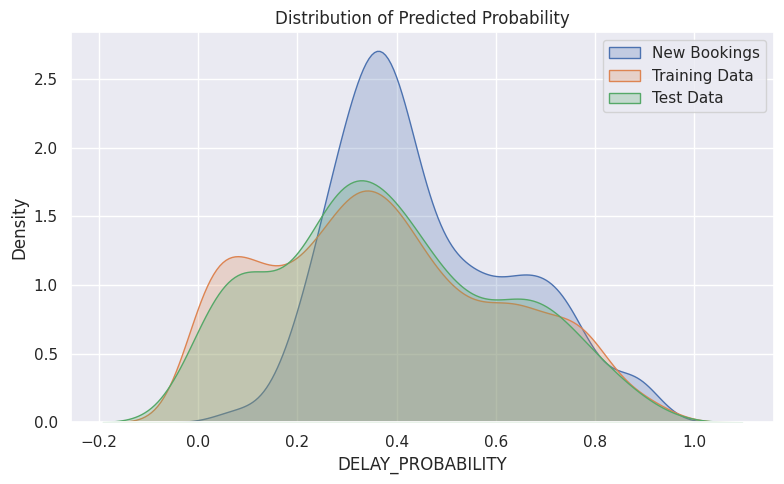 Distribution of Predicted Probability
New Bookings
Training Data
Test Data
Density
2.5
2.0
1.5
1.0
0.5
0.0
−0.2 0.0 0.2 0.4 0.6 0.8 1.0
DELAY_PROBABILITY